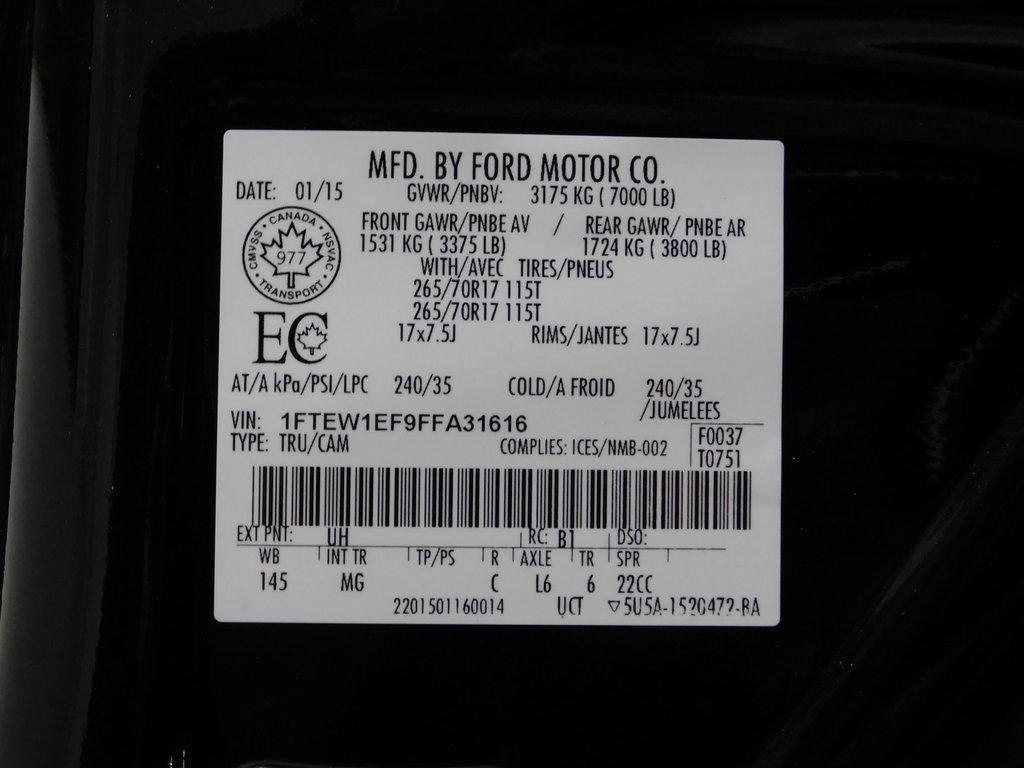 MFD. BY FORD MOTOR CO.
DATE: 01/15 GVWR/PNBV: 3175 KG ( 7000 LB)
FRONT GAWR/PNBE AV / REAR GAWR/ PNBE AR
1531 KG ( 3375 LB) 1724 KG ( 3800 LB)
CANADA
CMVSS 977 NSVAC
TRANSPORT
WITH/AVEC TIRES/PNEUS
265/70R17 115T
265/70R17 115T
17x7.5J RIMS/JANTES 17x7.5J
EC
AT/A kPa/PSI/LPC 240/35 COLD/A FROID 240/35
/JUMELEES
VIN: 1FTEW1EF9FFA31616
TYPE: TRU/CAM COMPLIES: ICES/NMB-002
F0037
T0751
EXT PNT: UH RC: B1 DSO:
WB INT TR TP/PS R AXLE TR SPR
145 MG C L6 6 22CC
2201501160014 UCT ▽5U5A-1520472-BA